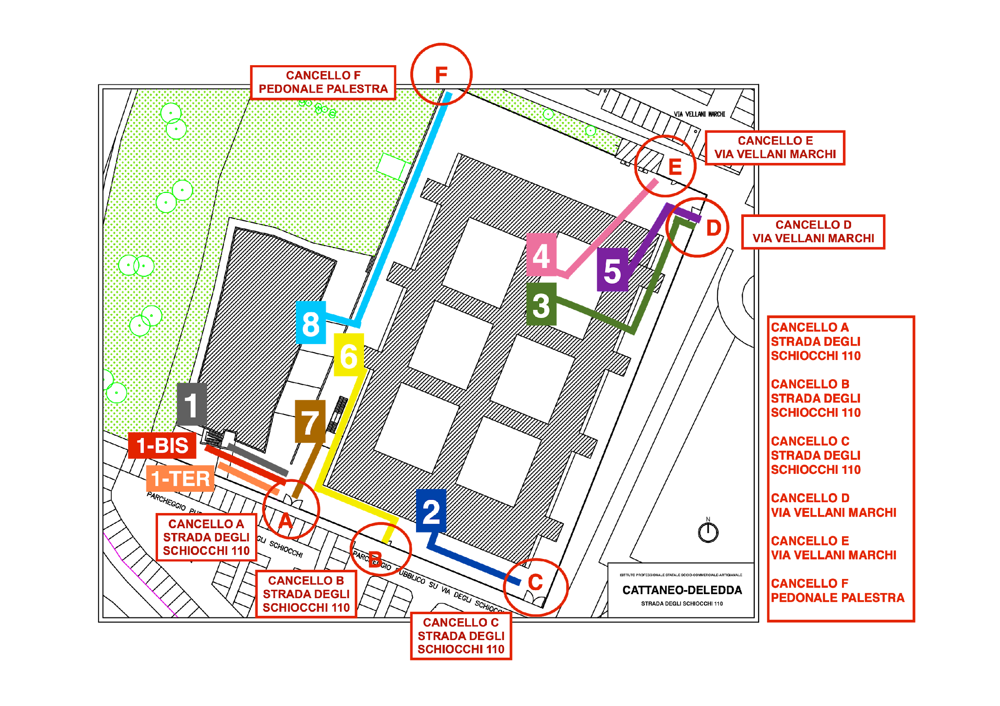 F
CANCELLO F
PEDONALE PALESTRA
VIA VELLANI MARCHI
CANCELLO E
VIA VELLANI MARCHI
E
CANCELLO D
VIA VELLANI MARCHI
D
4
5
3
8
6
1
7
1-BIS
1-TER
2
PARCHEGGIO
A
CANCELLO A
STRADA DEGLI
SCHIOCCHI 110
SCHIOCCHI
B
PARCHEGGIO PUBBLICO SU VIA DEGLI
CANCELLO B
STRADA DEGLI
SCHIOCCHI 110
C
CANCELLO C
STRADA DEGLI
SCHIOCCHI 110
N
ISTITUTO PROFESSIONALE STATALE SOCIO-COMMERCIALE-ARTIGIANALE
CATTANEO-DELEDDA
STRADA DEGLI SCHIOCCHI 110
CANCELLO A
STRADA DEGLI
SCHIOCCHI 110
CANCELLO B
STRADA DEGLI
SCHIOCCHI 110
CANCELLO C
STRADA DEGLI
SCHIOCCHI 110
CANCELLO D
VIA VELLANI MARCHI
CANCELLO E
VIA VELLANI MARCHI
CANCELLO F
PEDONALE PALESTRA